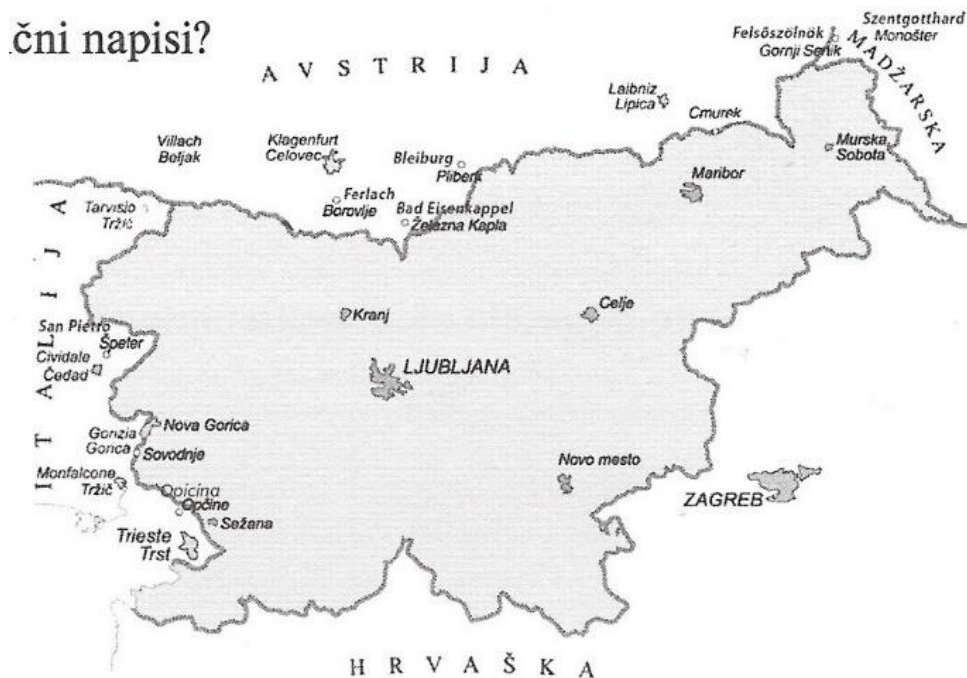 čni napisi?
A V S T R I J A
Szentgotthard
Monošter
Felsőszölnök
Gornji Senik
MADŽARSKA
Laibniz
Lipica
Cmurek
Murska
Sobota
Villach
Beljak
Klagenfurt
Celovec
Bleiburg
Pliberk
Maribor
Ferlach
Borovlje
Bad Eisenkappel
Železna Kapla
Tarvisio
Tržič
I T A L I J A
Kranj
Celje
San Pietro
Špeter
Cividale
Čedad
LJUBLJANA
Nova Gorica
Gorizia
Gorica
Sovodnje
Monfalcone
Tržič
Novo mesto
ZAGREB
Opicina
Opčine
Sežana
Trieste
Trst
H R V A Š K A